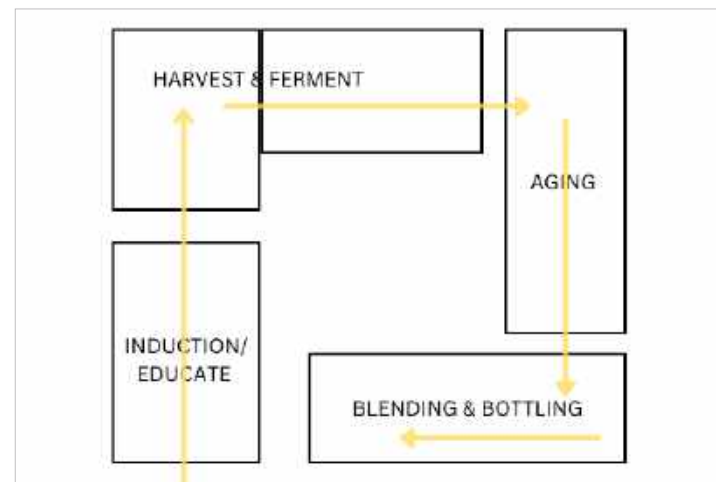 HARVEST & FERMENT
AGING
INDUCTION/
EDUCATE
BLENDING & BOTTLING